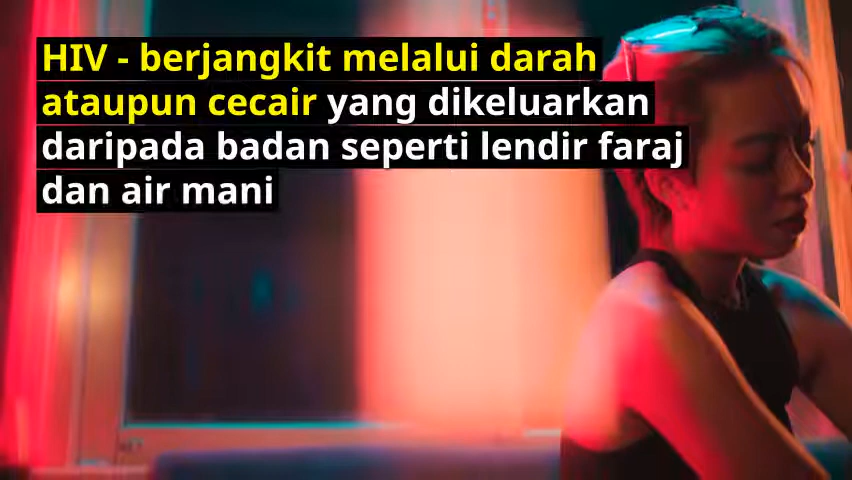 HIV - berjangkit melalui darah
ataupun cecair yang dikeluarkan
daripada badan seperti lendir faraj
dan air mani